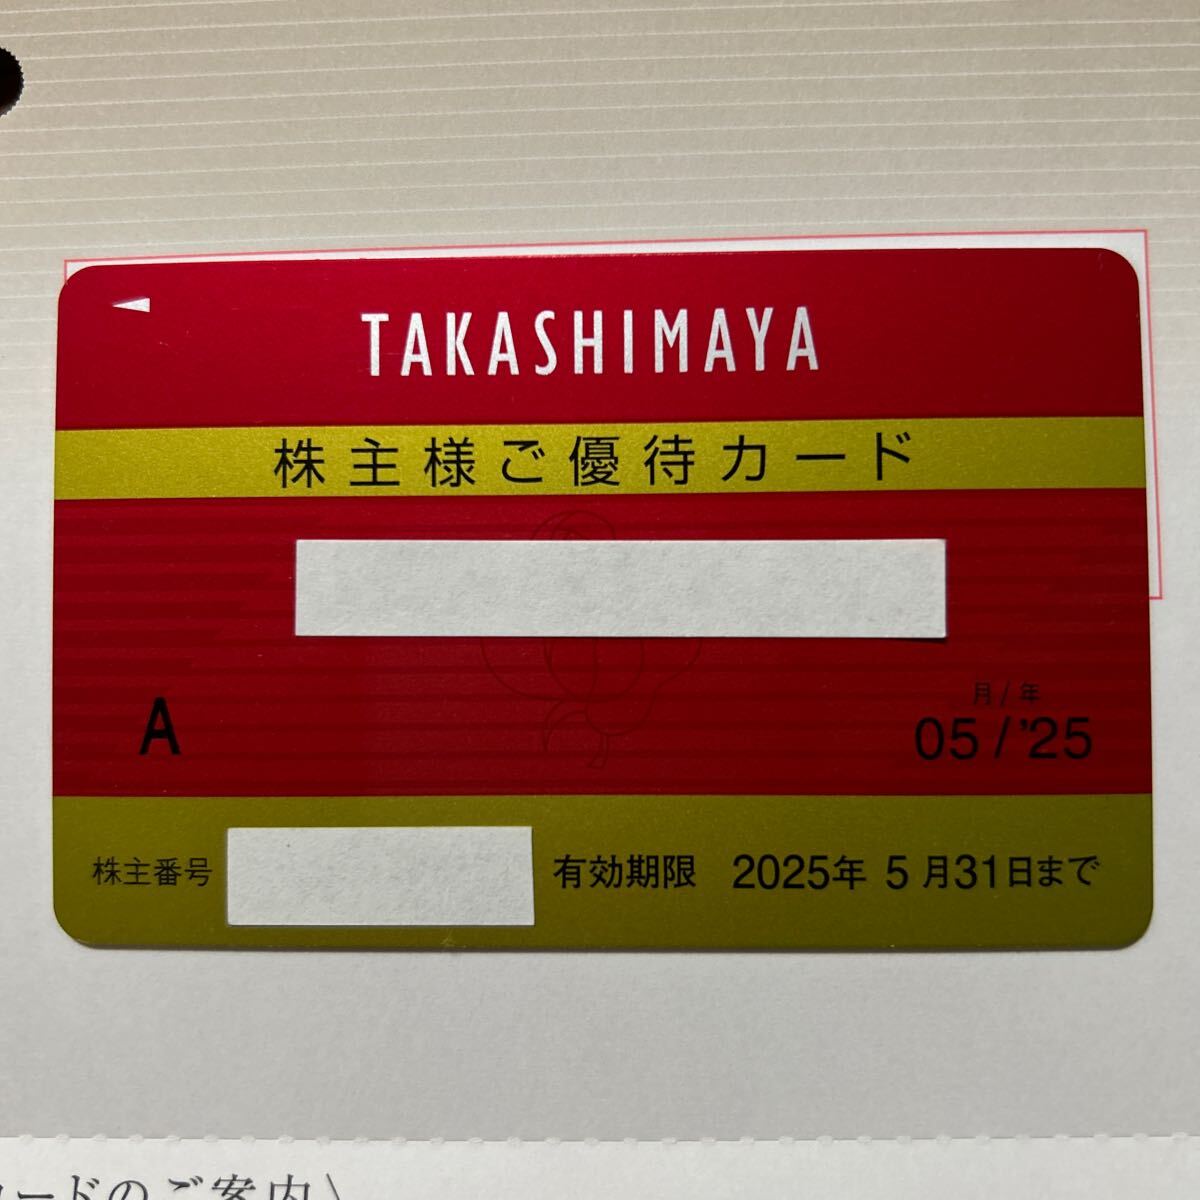 TAKASHIMAYA
株主様ご優待カード
A
月/年
05/'25
株主番号
有効期限 2025年 5月31日まで
カードのご案内〉